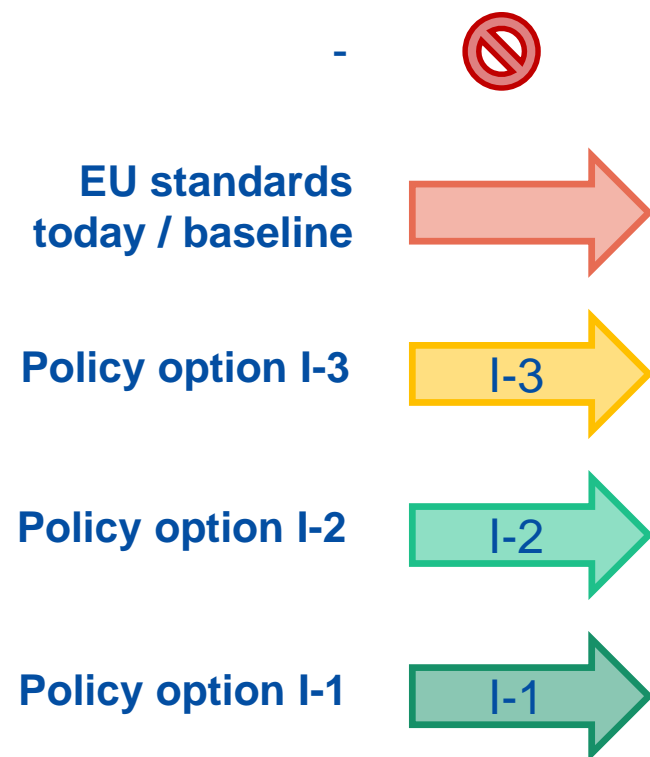 -
EU standards
today / baseline
Policy option I-3
I-3
Policy option I-2
I-2
Policy option I-1
I-1